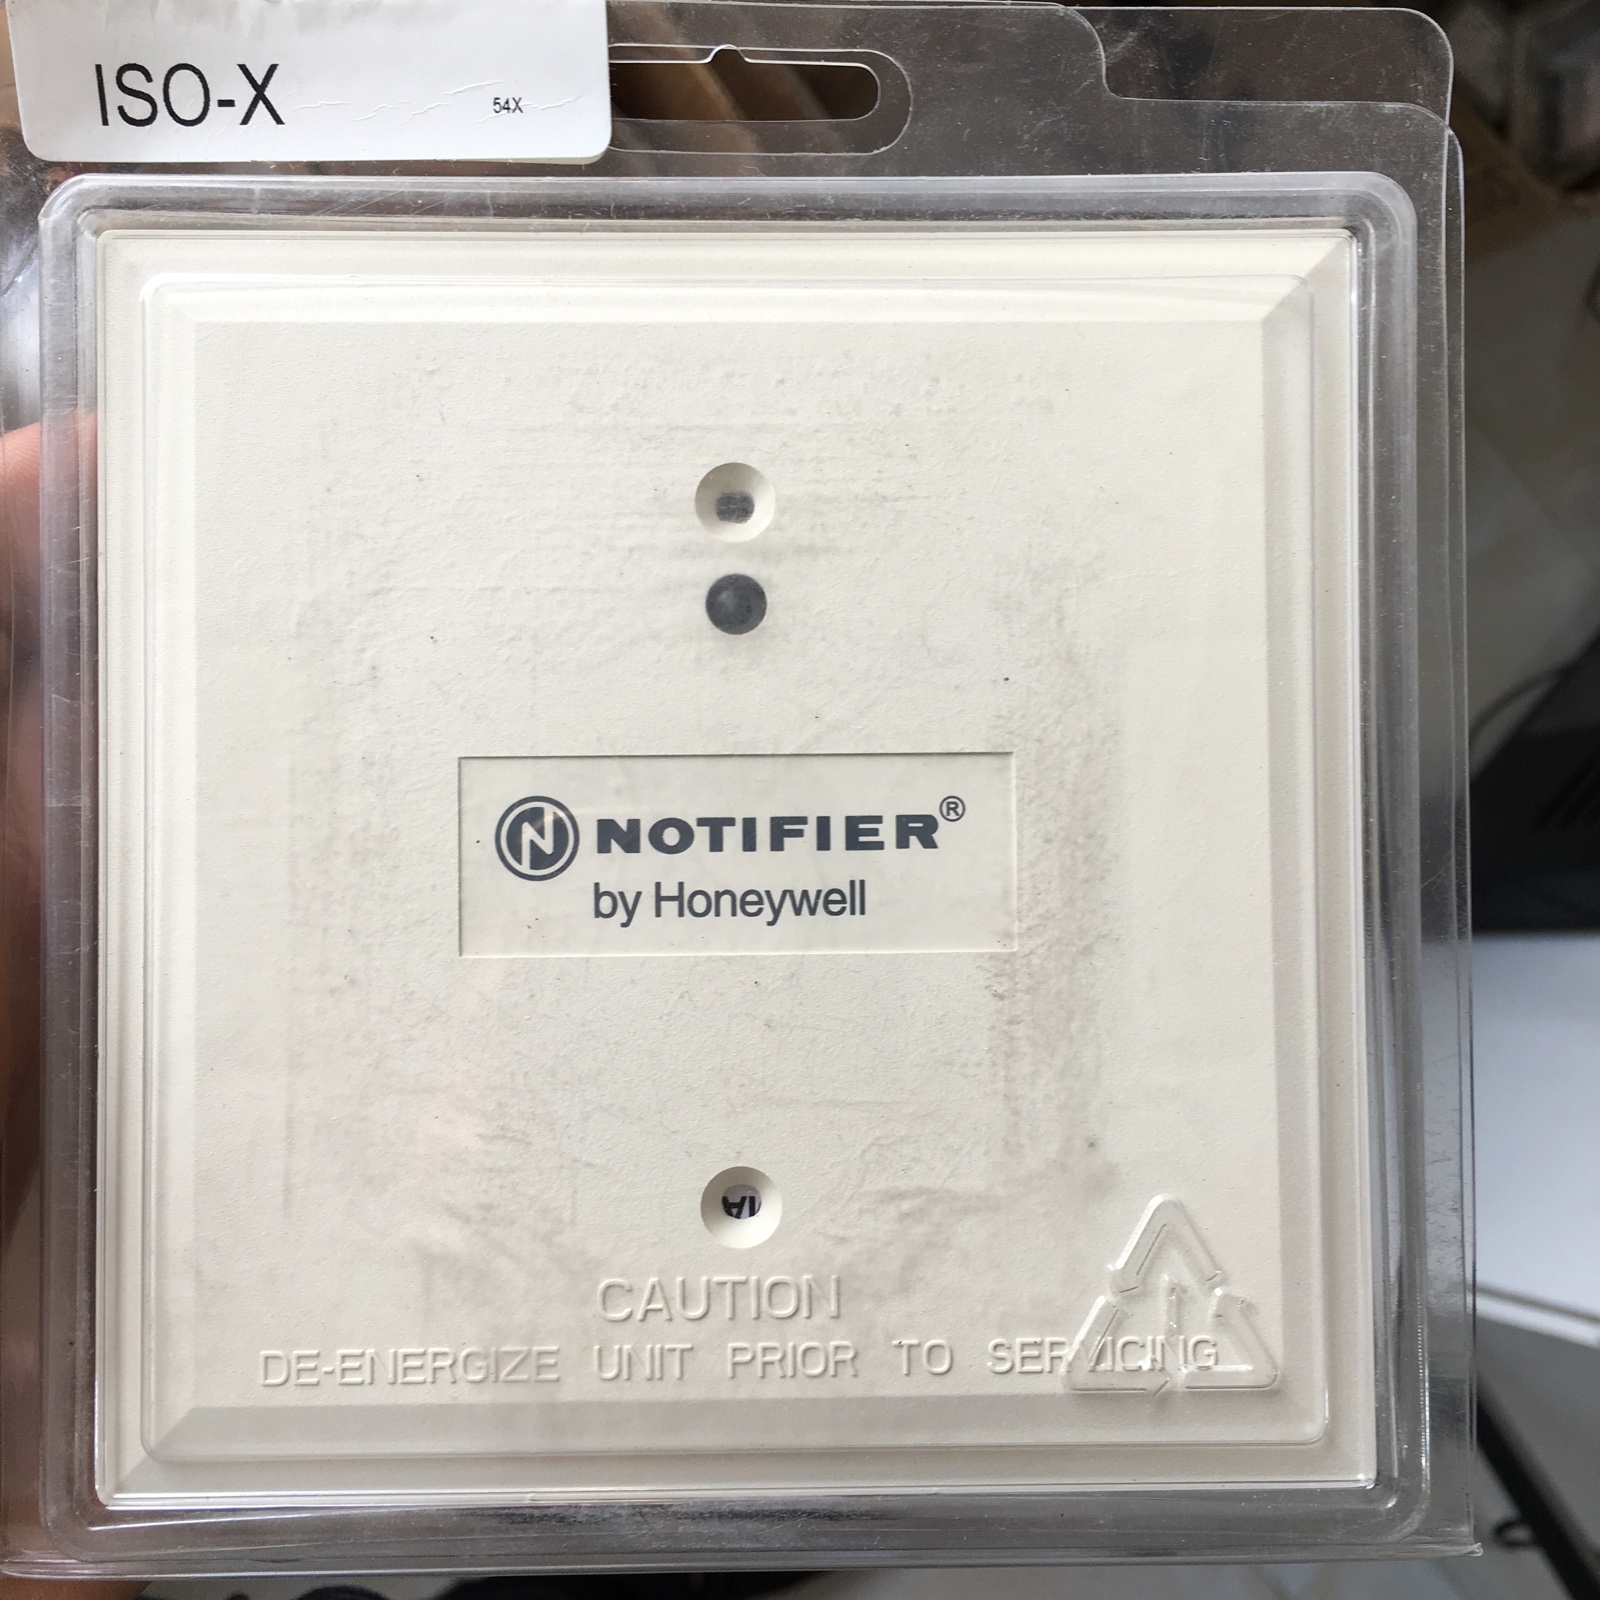 ISO-X 54X
N NOTIFIER®
by Honeywell
CAUTION
DE-ENERGIZE UNIT PRIOR TO SERVICING